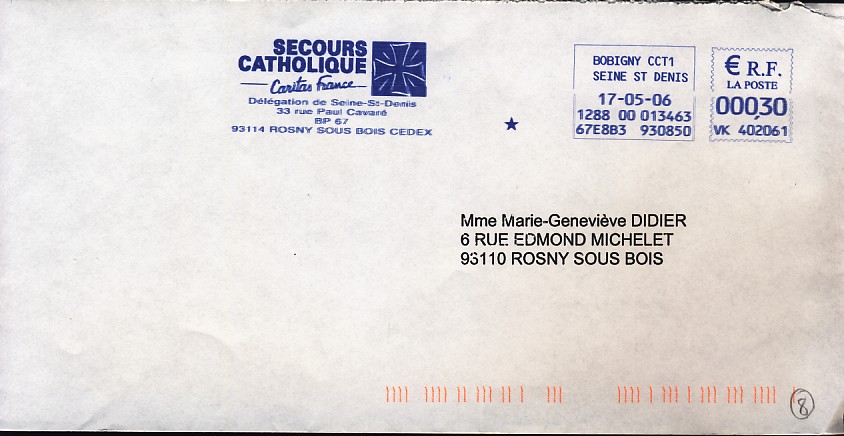 SECOURS
CATHOLIQUE
Caritas France
Délégation de Seine-St-Denis
33 rue Paul Cavaré
BP 67
93114 ROSNY SOUS BOIS CEDEX
BOBIGNY CCT1
SEINE ST DENIS
17-05-06
1288 00 013463
67E8B3 930850
€ R.F.
LA POSTE
000,30
VK 402061
Mme Marie-Geneviève DIDIER
6 RUE EDMOND MICHELET
93110 ROSNY SOUS BOIS
8